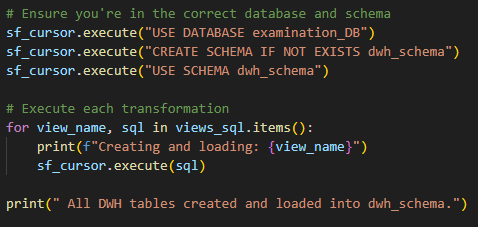 # Ensure you're in the correct database and schema
sf_cursor.execute("USE DATABASE examination_DB")
sf_cursor.execute("CREATE SCHEMA IF NOT EXISTS dwh_schema")
sf_cursor.execute("USE SCHEMA dwh_schema")

# Execute each transformation
for view_name, sql in views_sql.items():
    print(f"Creating and loading: {view_name}")
    sf_cursor.execute(sql)

print(" All DWH tables created and loaded into dwh_schema.")